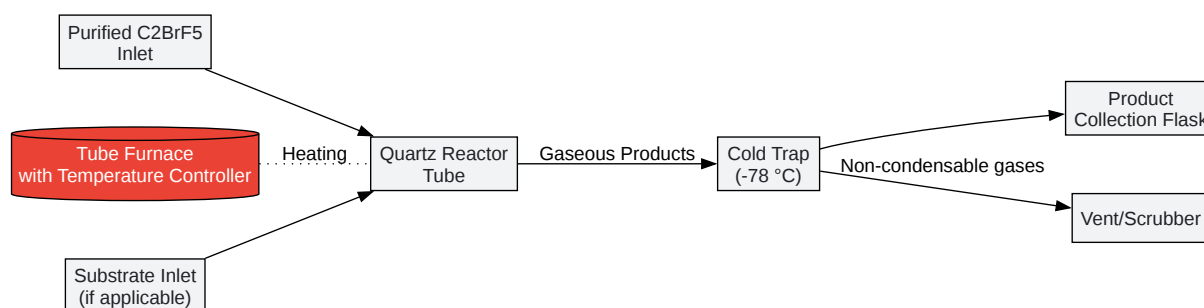 Purified C2BrF5
Inlet
Tube Furnace
with Temperature Controller
Heating
Substrate Inlet
(if applicable)
Quartz Reactor
Tube
Gaseous Products
Cold Trap
(-78 °C)
Non-condensable gases
Product
Collection Flask
Vent/Scrubber